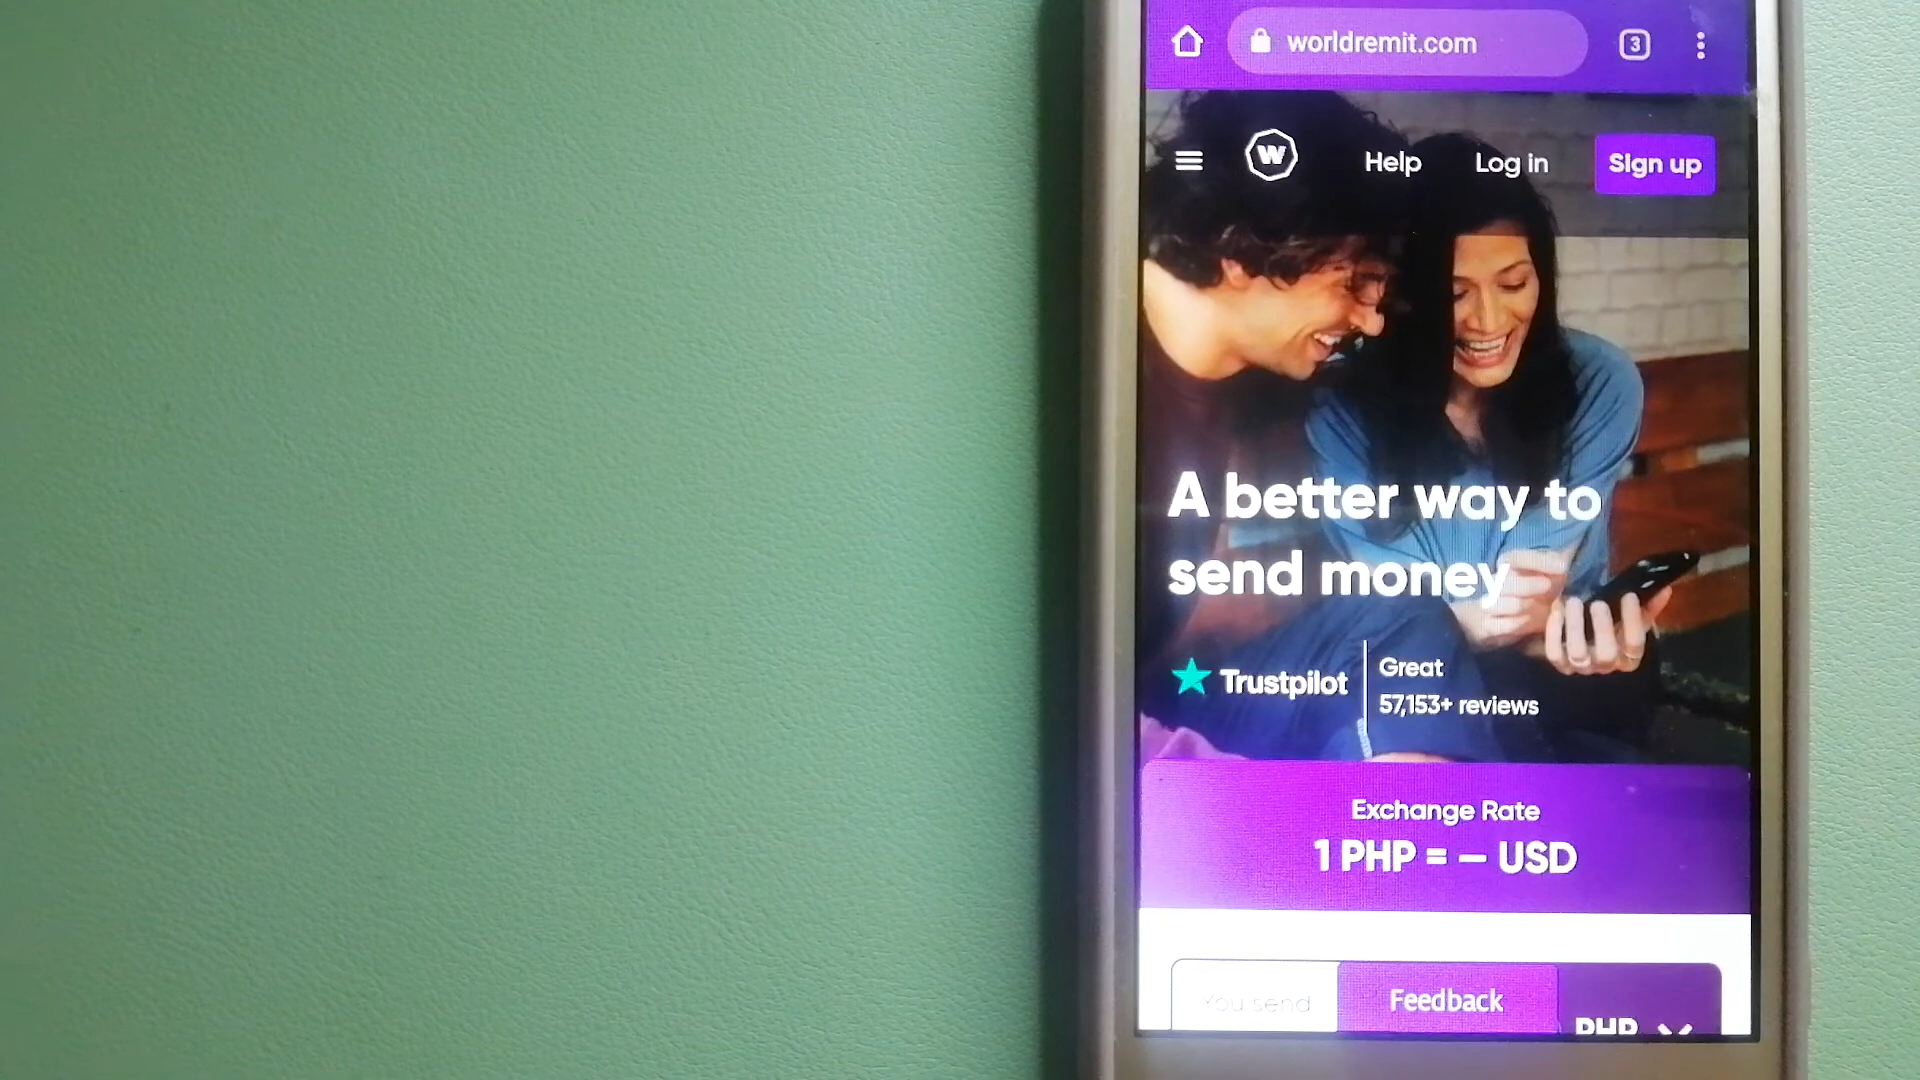 worldremit.com
3
W
Help
Log in
Sign up
A better way to
send money
Trustpilot
Great
57,153+ reviews
Exchange Rate
1 PHP = — USD
You send
Feedback
PHP